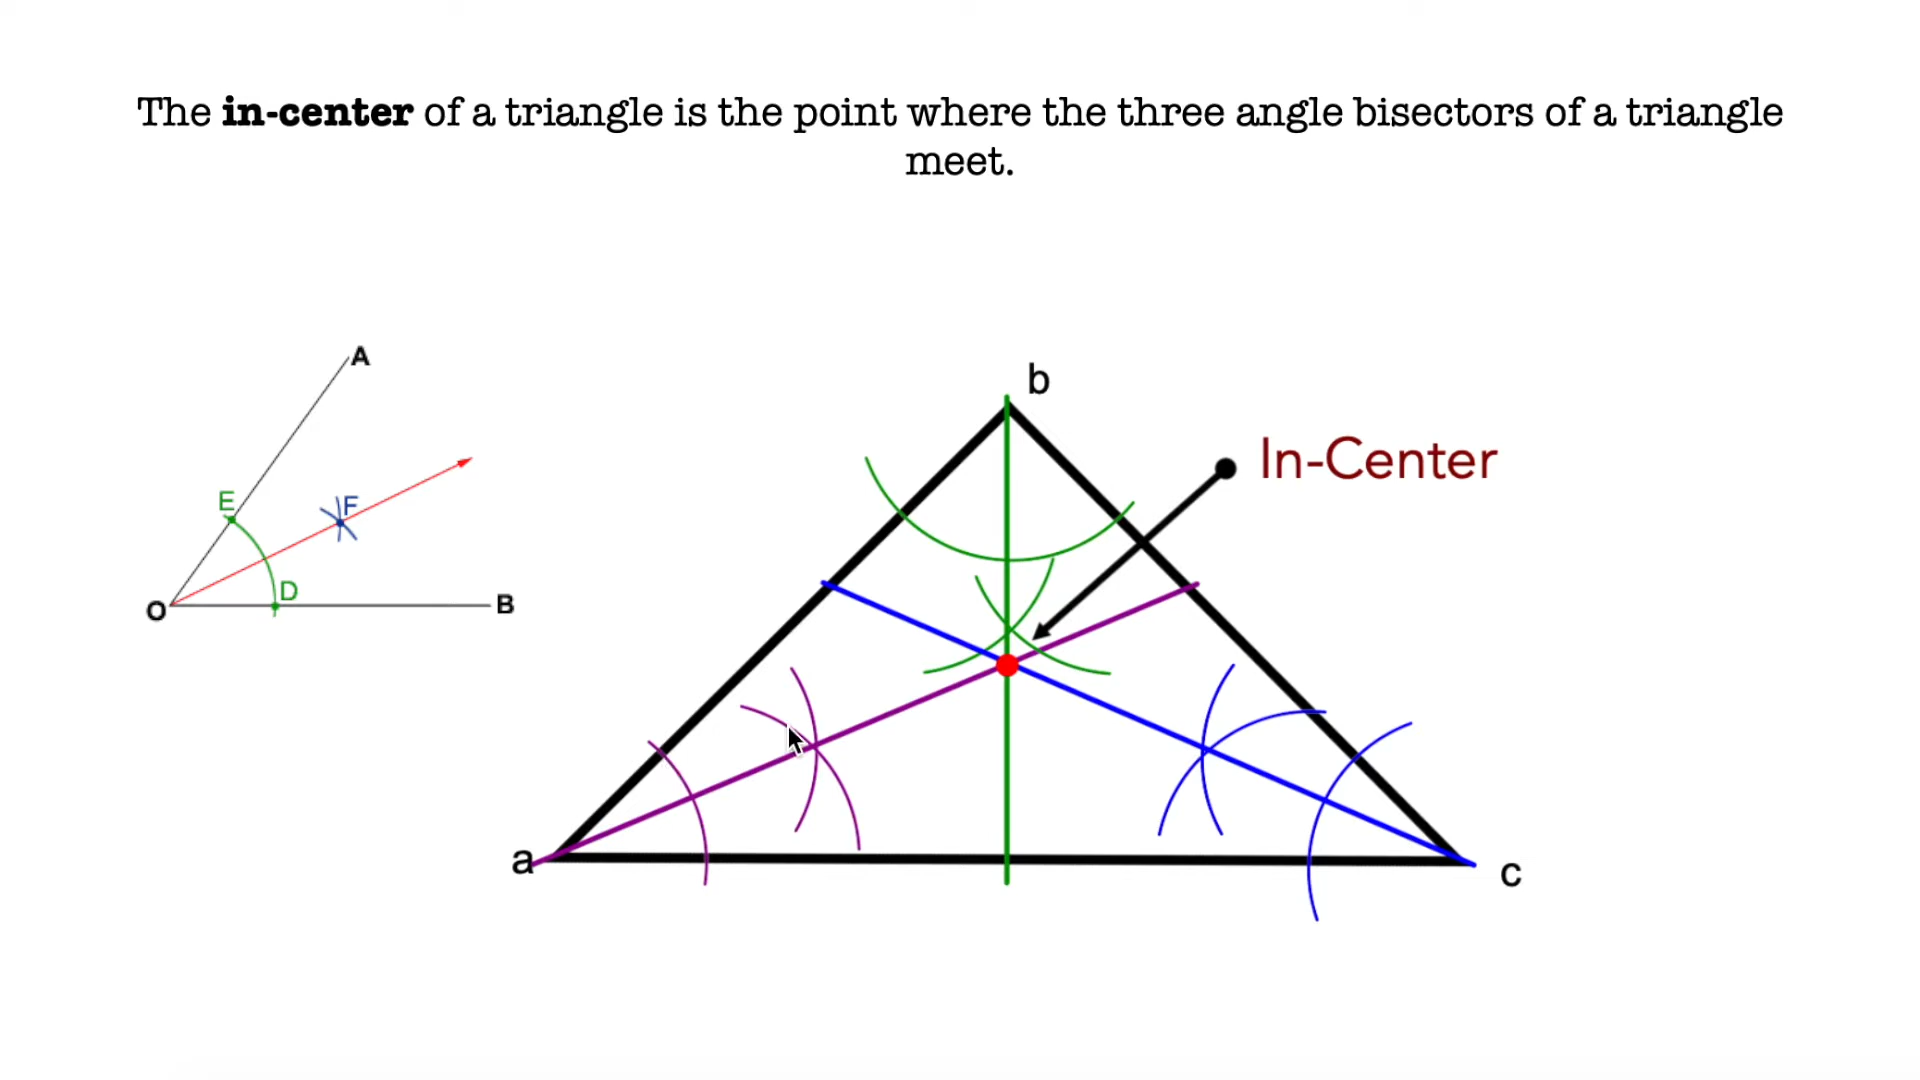 The in-center of a triangle is the point where the three angle bisectors of a triangle
meet.
A
b
In-Center
E
F
D
O
B
a
c